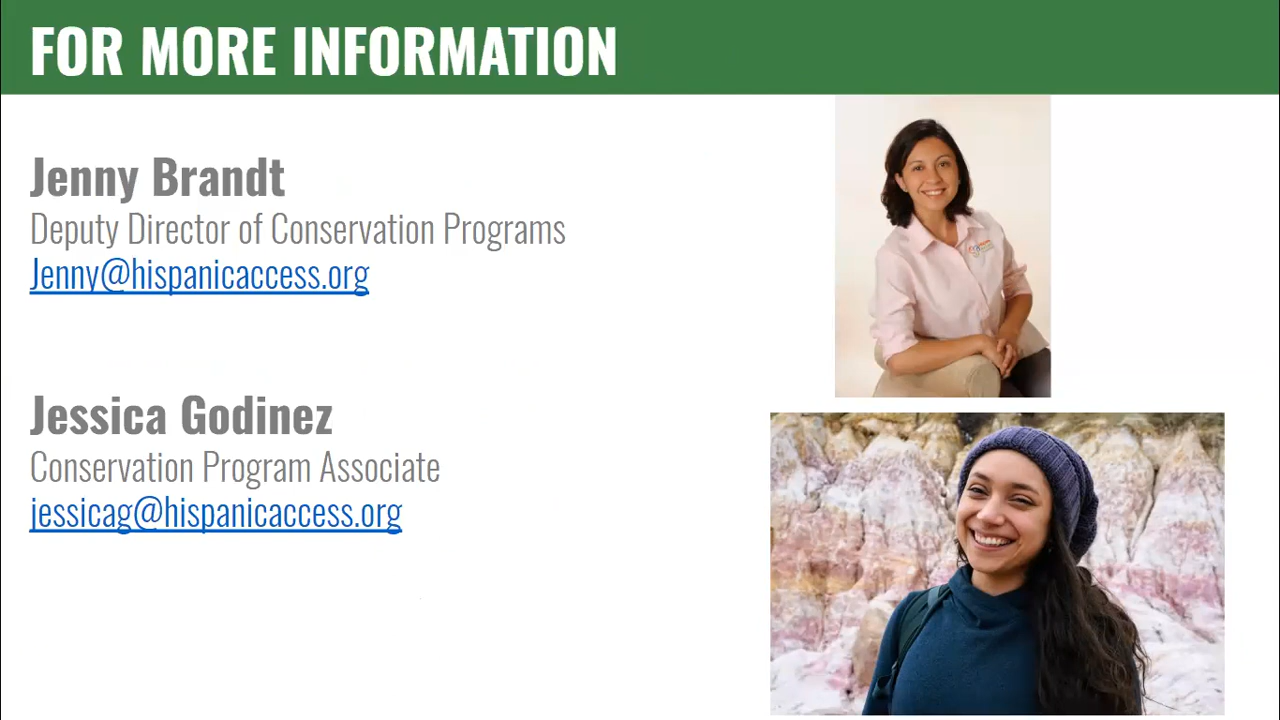 FOR MORE INFORMATION
Jenny Brandt
Deputy Director of Conservation Programs
Jenny@hispanicaccess.org
Jessica Godinez
Conservation Program Associate
jessicag@hispanicaccess.org